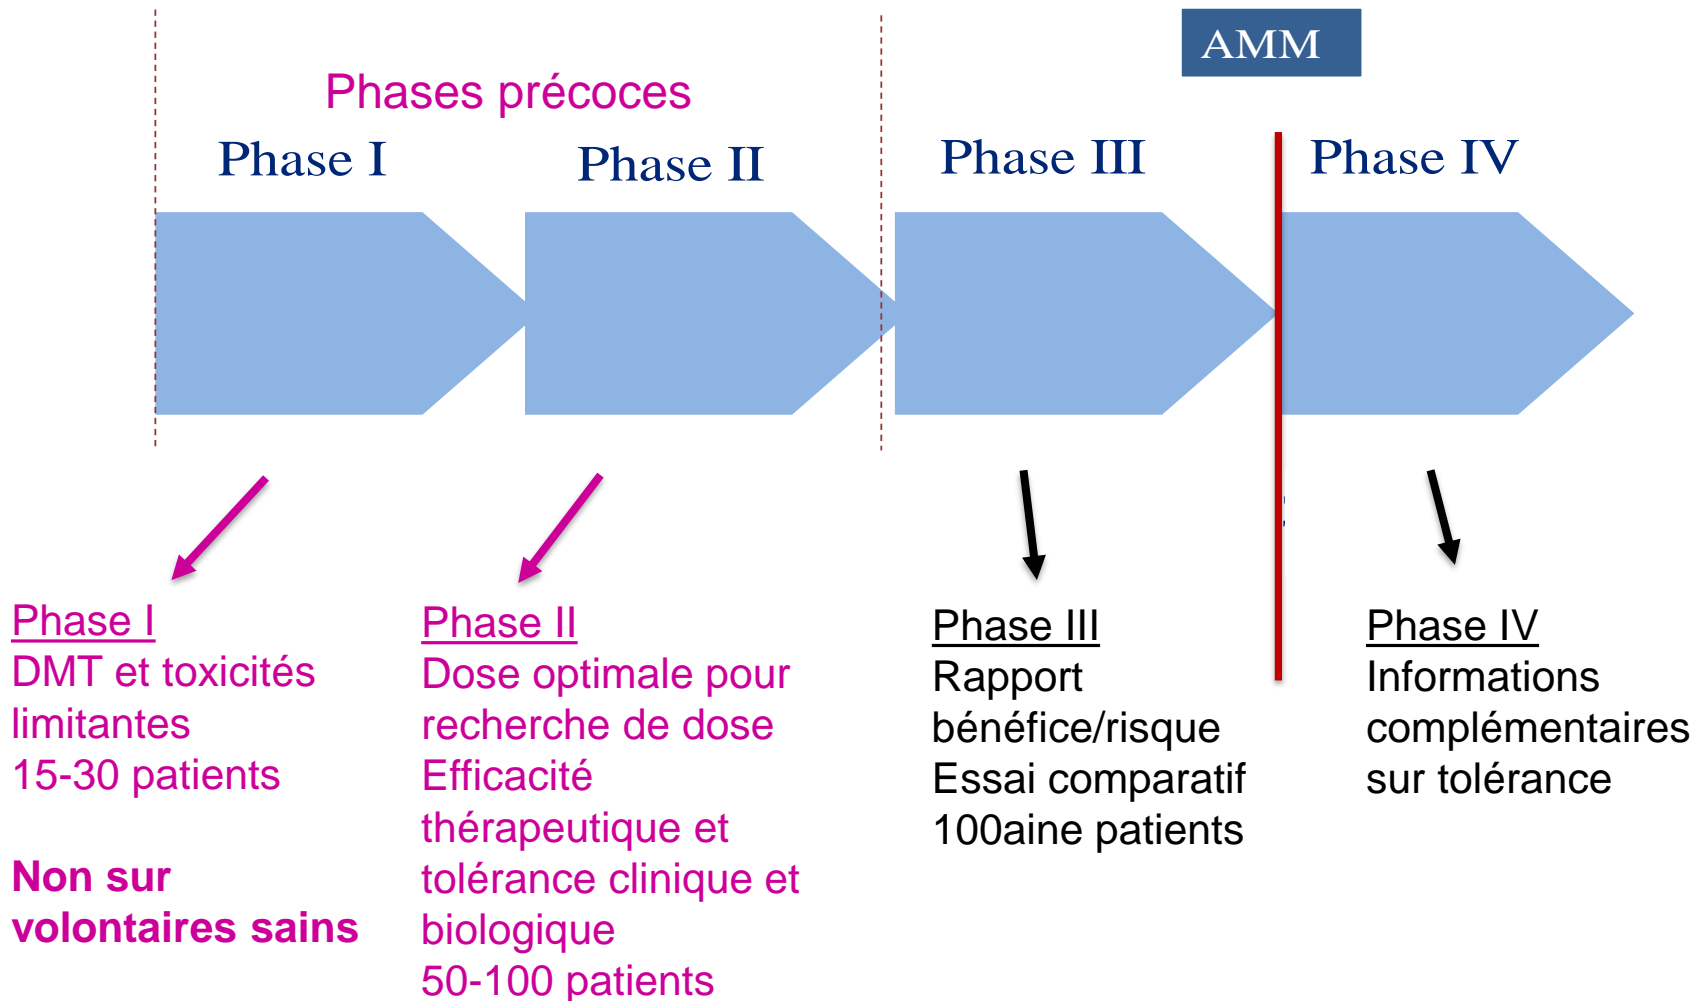 AMM
Phases précoces
Phase I
Phase II
Phase III
Phase IV
Phase I
DMT et toxicités
limitantes
15-30 patients
Non sur
volontaires sains
Phase II
Dose optimale pour
recherche de dose
Efficacité
thérapeutique et
tolérance clinique et
biologique
50-100 patients
Phase III
Rapport
bénéfice/risque
Essai comparatif
100aine patients
Phase IV
Informations
complémentaires
sur tolérance